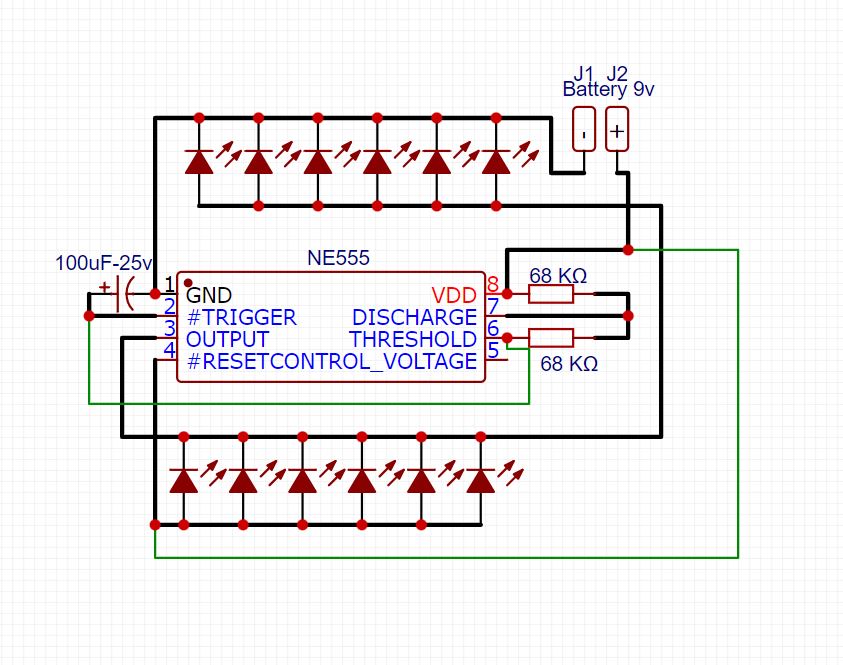 J1 J2
Battery 9v
-
+
100uF-25v
NE555
68 KΩ
+
1
GND
VDD
8
2
#TRIGGER
DISCHARGE
7
3
OUTPUT
THRESHOLD
6
4
#RESETCONTROL_VOLTAGE
5
68 KΩ